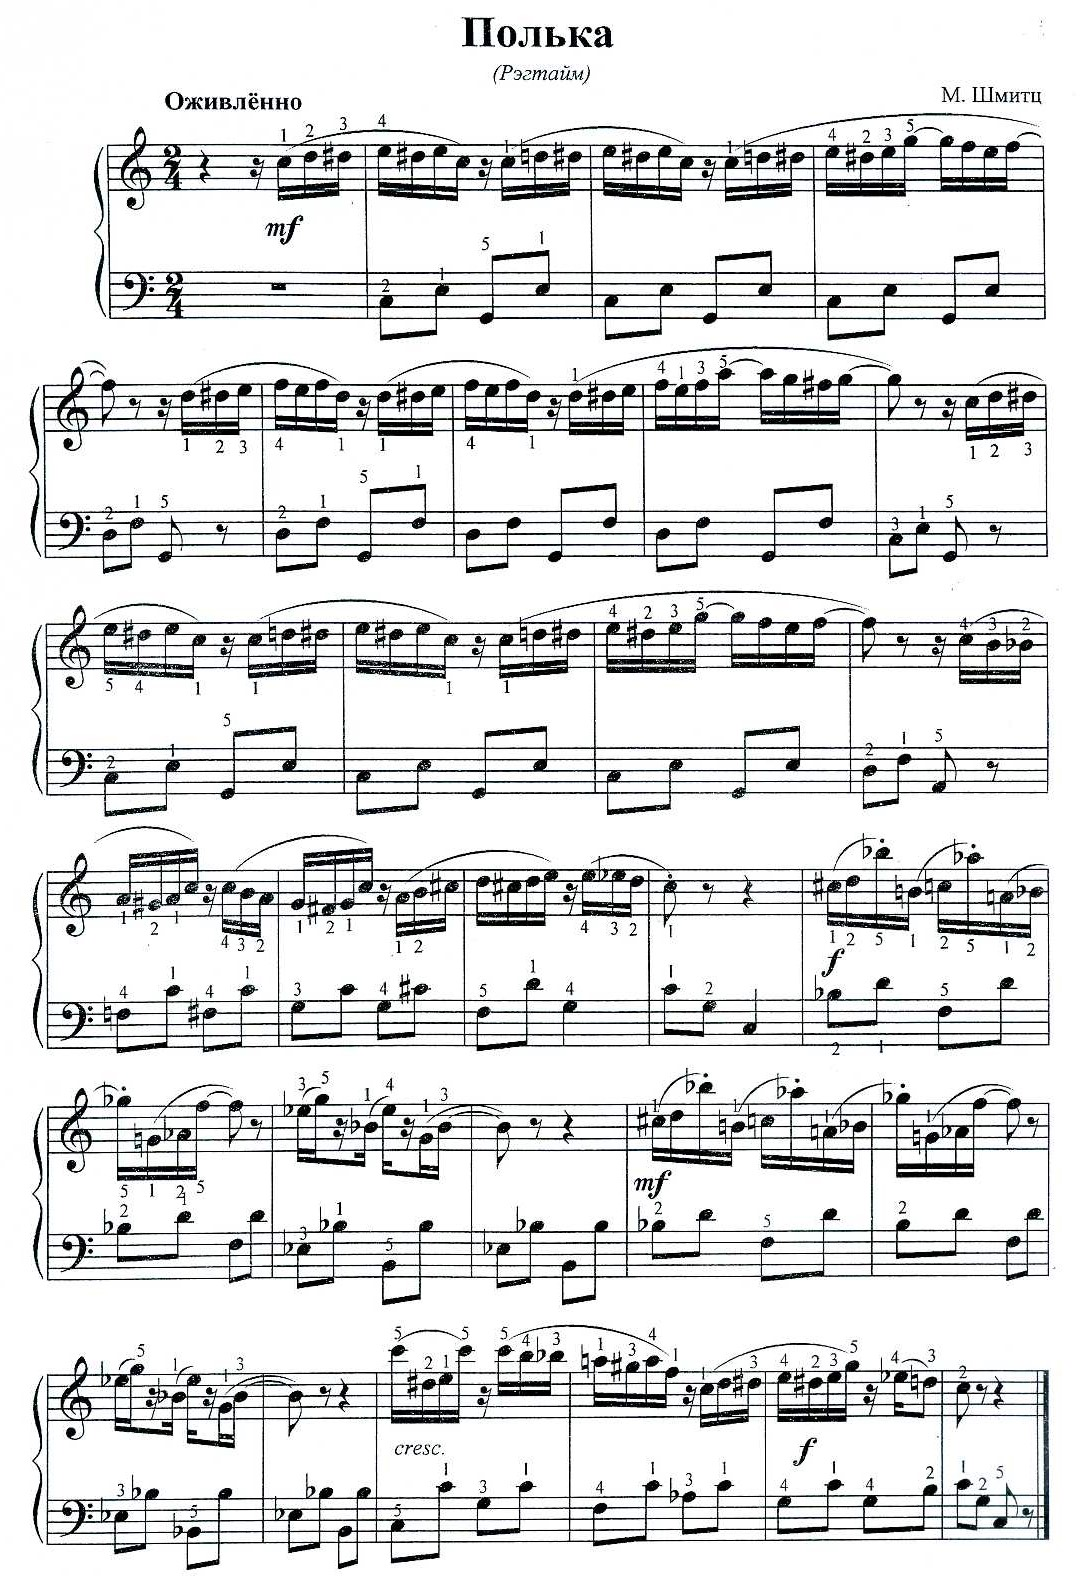 Полька
(Рэгтайм)
Оживлённо
М. Шмитц
mf
f
mf
cresc.
f